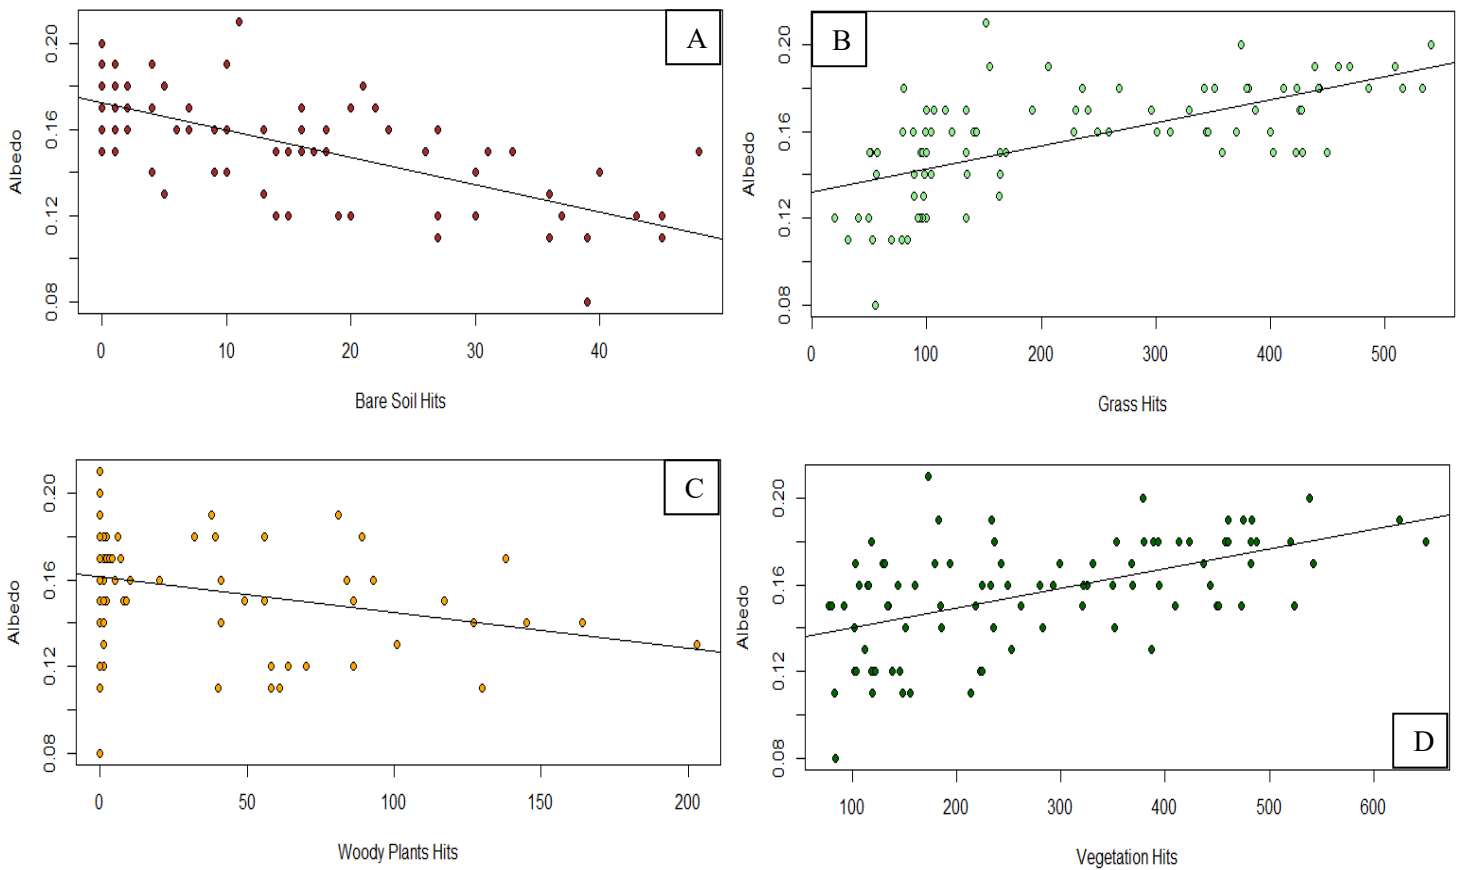 A
0.20
0.16
0.12
0.08
Albedo
0 10 20 30 40
Bare Soil Hits
B
0.20
0.16
0.12
0.08
Albedo
0 100 200 300 400 500
Grass Hits
C
0.20
0.16
0.12
0.08
Albedo
0 50 100 150 200
Woody Plants Hits
D
0.20
0.16
0.12
0.08
Albedo
100 200 300 400 500 600
Vegetation Hits